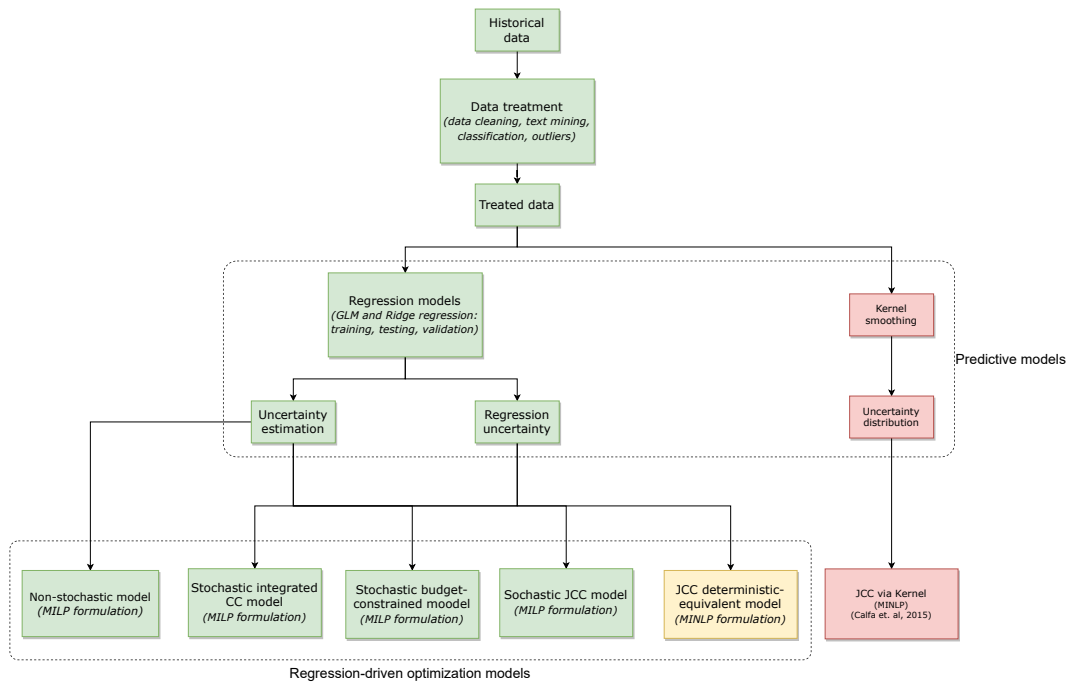 Historical
data
Data treatment
(data cleaning, text mining,
classification, outliers)
Treated data
Regression models
(GLM and Ridge regression:
training, testing, validation)
Kernel
smoothing
Predictive models
Uncertainty
estimation
Regression
uncertainty
Uncertainty
distribution
Non-stochastic model
(MILP formulation)
Stochastic integrated
CC model
(MILP formulation)
Stochastic budget-
constrained moodel
(MILP formulation)
Sochastic JCC model
(MILP formulation)
JCC deterministic-
equivalent model
(MINLP formulation)
JCC via Kernel
(MINLP)
(Calfa et. al, 2015)
Regression-driven optimization models